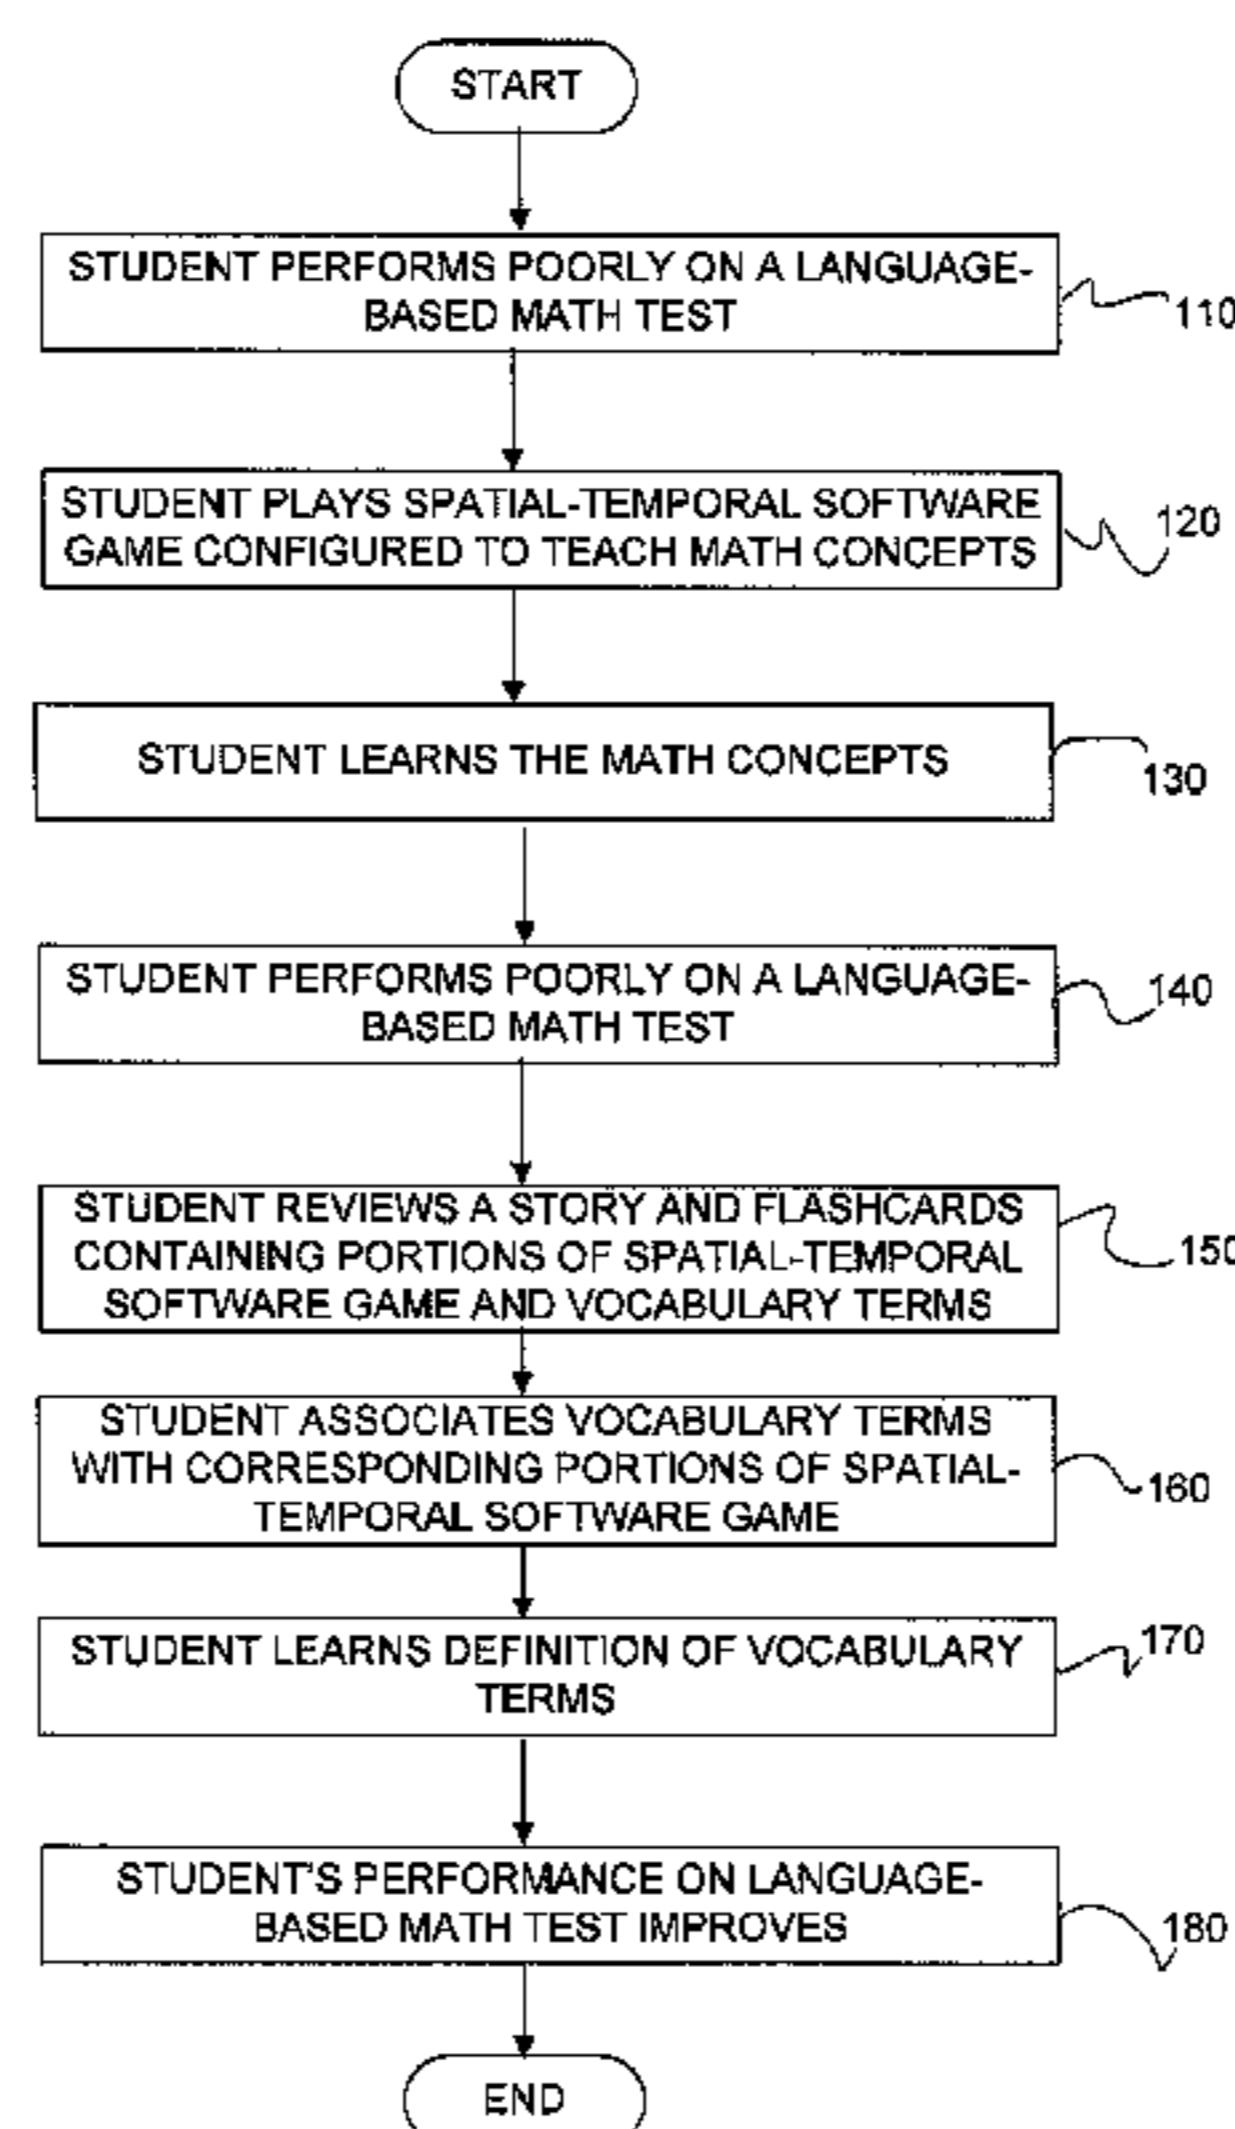 START
STUDENT PERFORMS POORLY ON A LANGUAGE-
BASED MATH TEST
110
STUDENT PLAYS SPATIAL-TEMPORAL SOFTWARE
GAME CONFIGURED TO TEACH MATH CONCEPTS
120
STUDENT LEARNS THE MATH CONCEPTS
130
STUDENT PERFORMS POORLY ON A LANGUAGE-
BASED MATH TEST
140
STUDENT REVIEWS A STORY AND FLASHCARDS
CONTAINING PORTIONS OF SPATIAL-TEMPORAL
SOFTWARE GAME AND VOCABULARY TERMS
150
STUDENT ASSOCIATES VOCABULARY TERMS
WITH CORRESPONDING PORTIONS OF SPATIAL-
TEMPORAL SOFTWARE GAME
160
STUDENT LEARNS DEFINITION OF VOCABULARY
TERMS
170
STUDENT'S PERFORMANCE ON LANGUAGE-
BASED MATH TEST IMPROVES
180
END